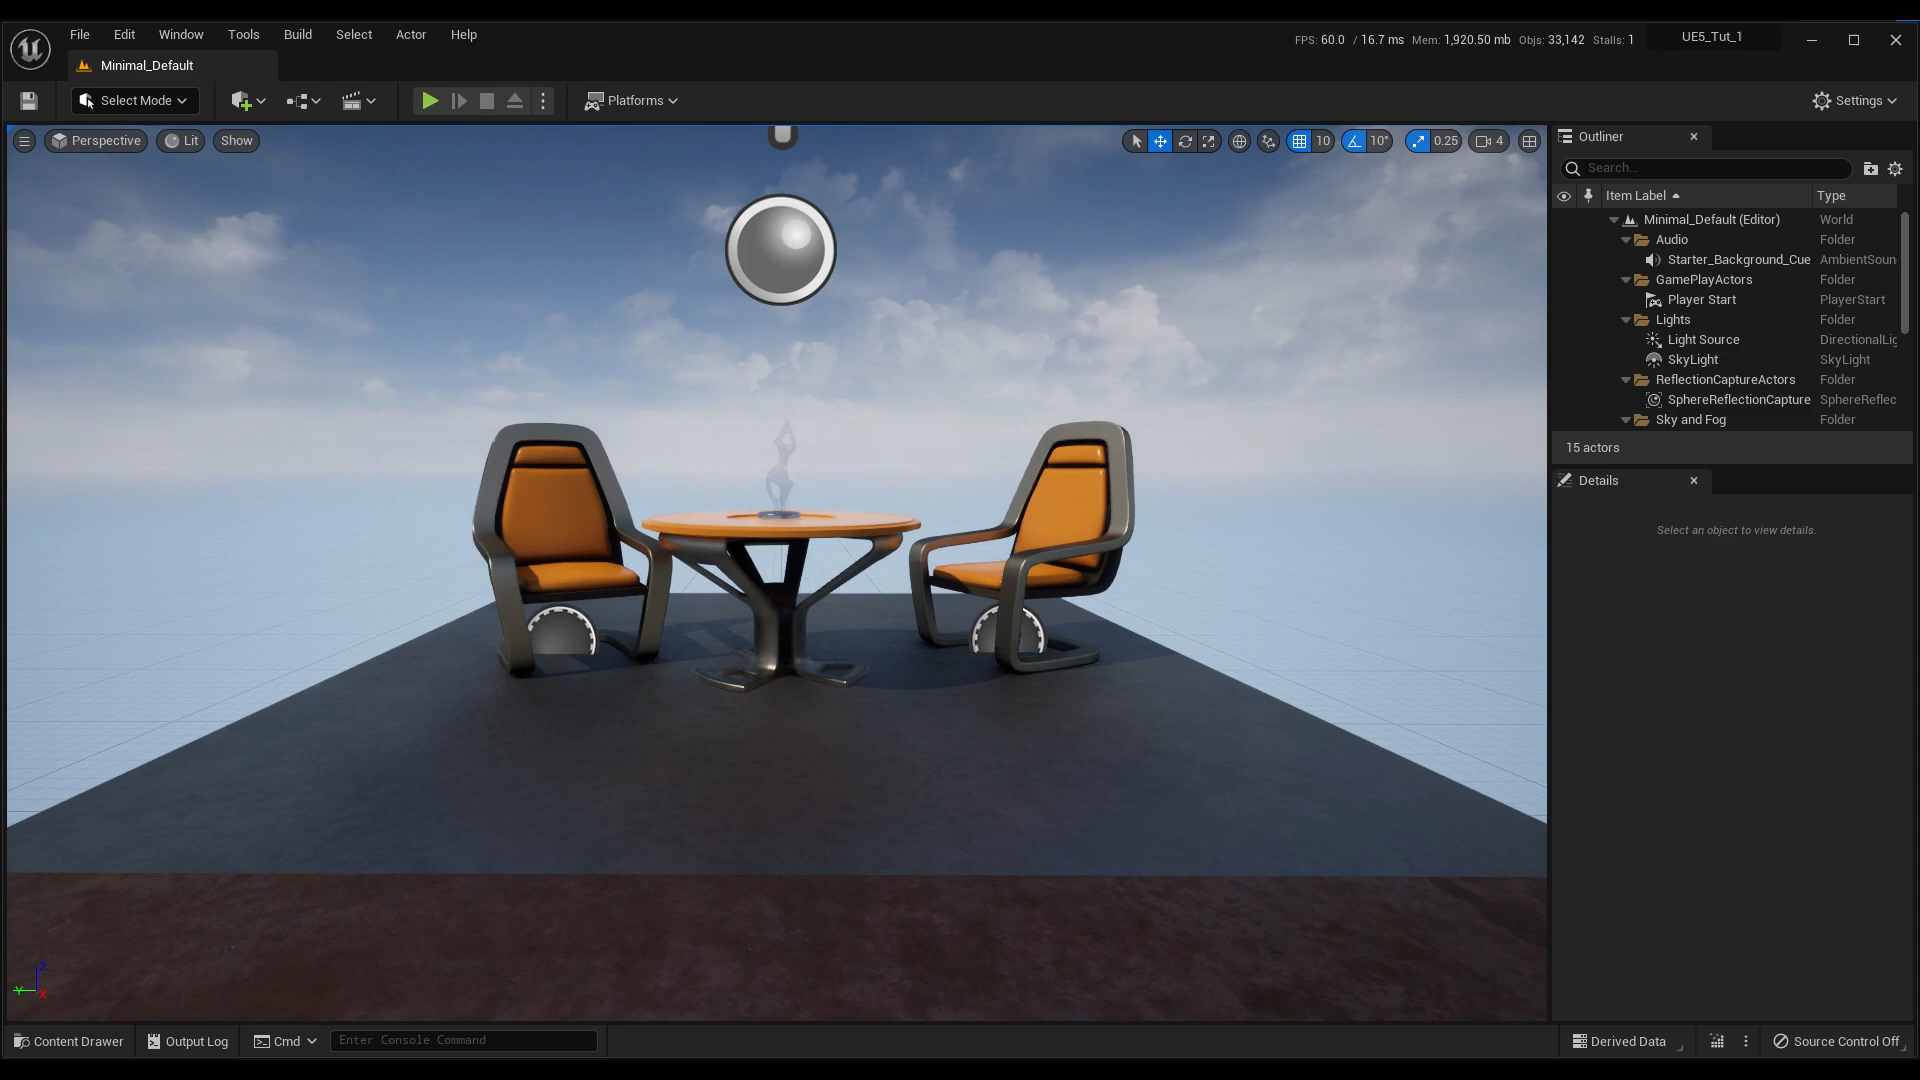 File Edit Window Tools Build Select Actor Help
FPS: 60.0 / 16.7 ms Mem: 1,920.50 mb Objs: 33,142 Stalls: 1
UE5_Tut_1
Minimal_Default
Select Mode
Platforms
Settings
Perspective Lit Show
10 10° 0.25 4
Outliner
Search...
Item Label Type
Minimal_Default (Editor) World
Audio Folder
Starter_Background_Cue AmbientSoun
GamePlayActors Folder
Player Start PlayerStart
Lights Folder
Light Source DirectionalLig
SkyLight SkyLight
ReflectionCaptureActors Folder
SphereReflectionCapture SphereReflec
Sky and Fog Folder
15 actors
Details
Select an object to view details.
Z
Y
X
Content Drawer Output Log Cmd Enter Console Command
Derived Data Source Control Off